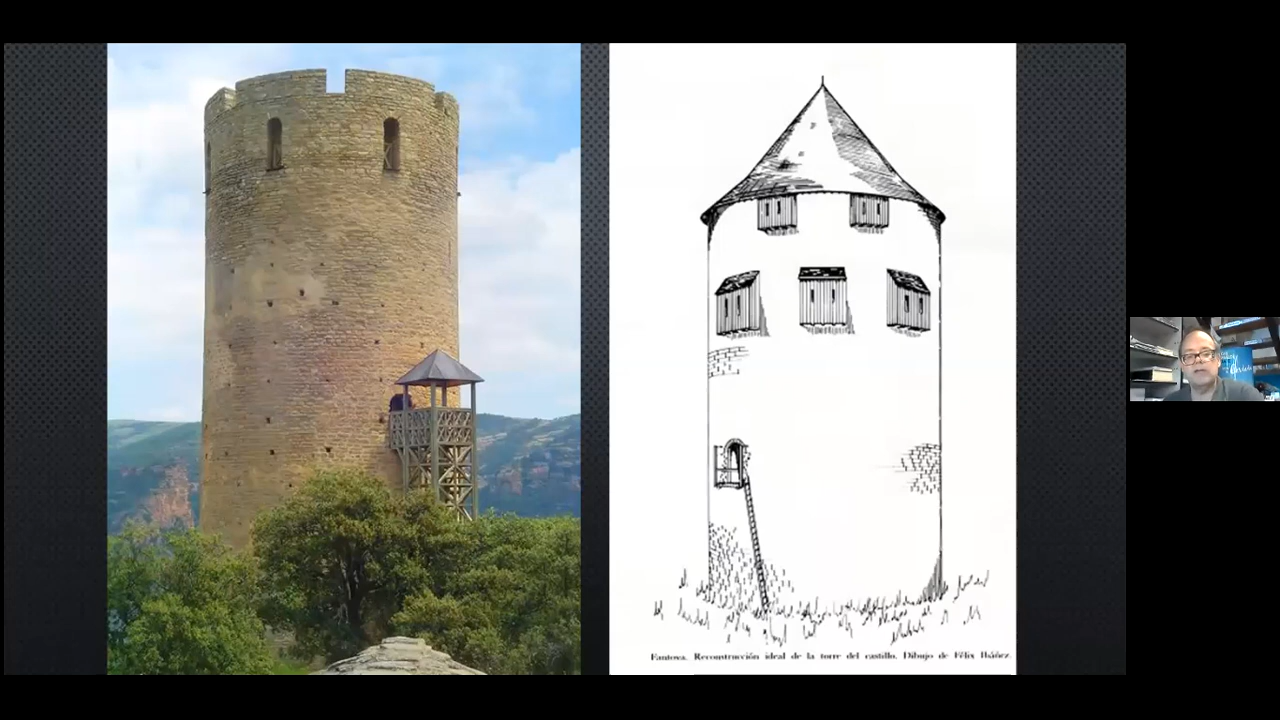 Fantova. Reconstrucción ideal de la torre del castillo. Dibujo de Félix Ibáñez.